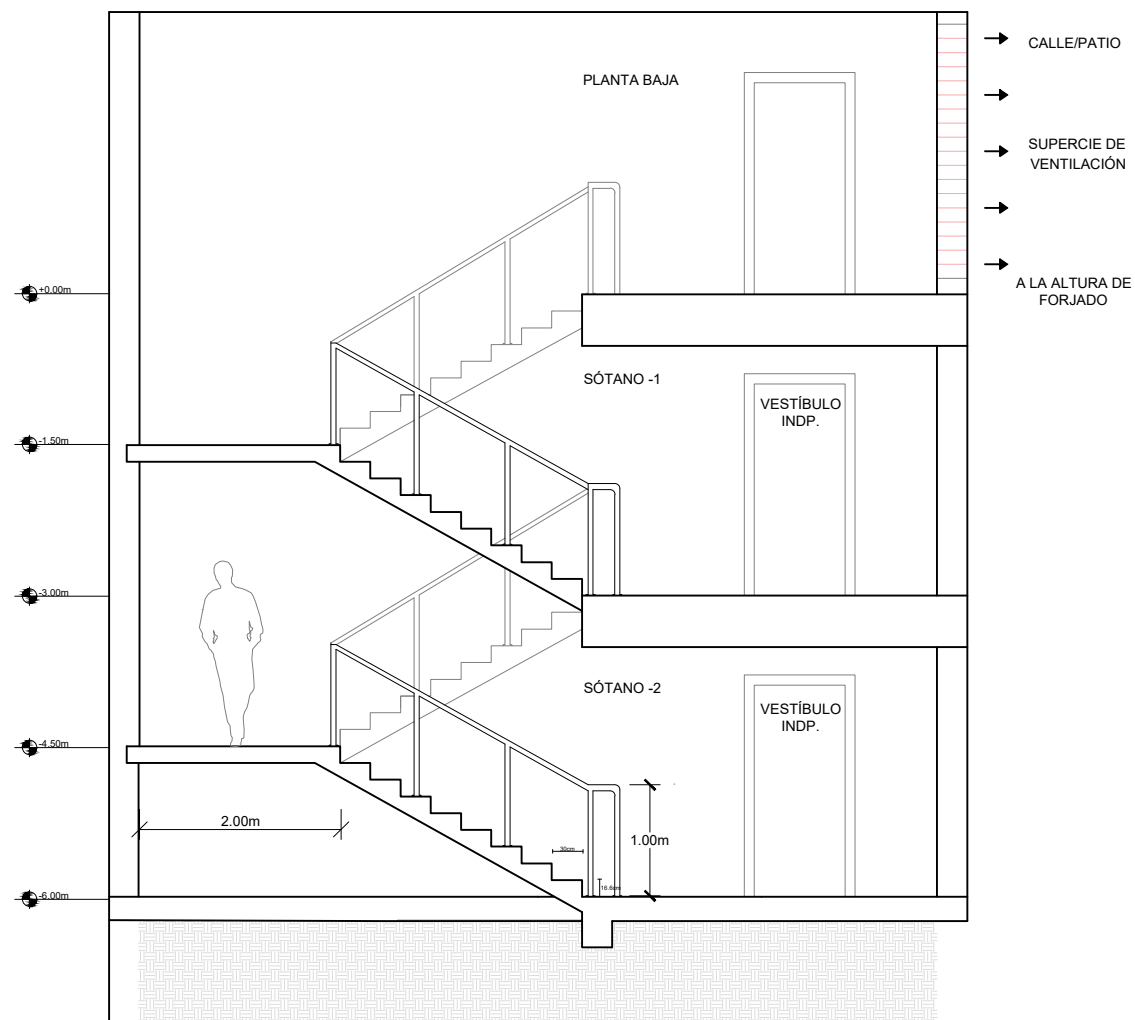 CALLE/PATIO
PLANTA BAJA
SUPERCIE DE
VENTILACIÓN
A LA ALTURA DE
FORJADO
+0.00m
SÓTANO -1
VESTÍBULO
INDP.
-1.50m
-3.00m
SÓTANO -2
VESTÍBULO
INDP.
-4.50m
2.00m
1.00m
30cm
16.6cm
-6.00m